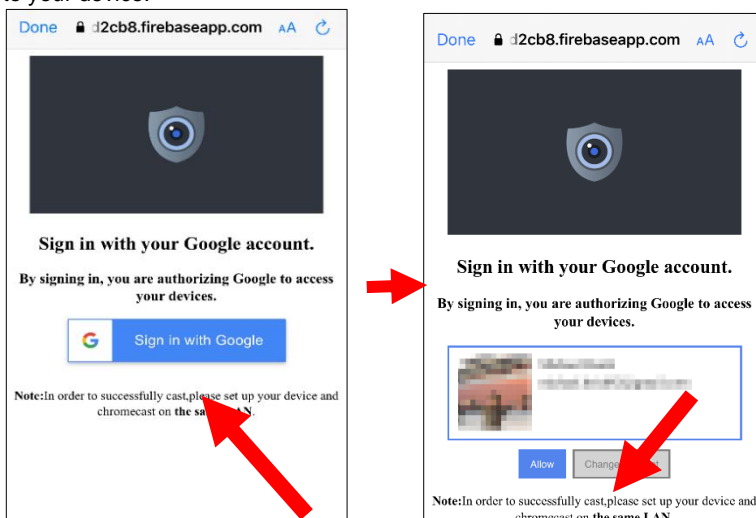 to your device.
Done d2cb8.firebaseapp.com AA
Sign in with your Google account.
By signing in, you are authorizing Google to access
your devices.
G Sign in with Google
Note:In order to successfully cast,please set up your device and
chromecast on the same LAN.
Done d2cb8.firebaseapp.com AA
Sign in with your Google account.
By signing in, you are authorizing Google to access
your devices.
Allow Change
Note:In order to successfully cast,please set up your device and
chromecast on the same LAN